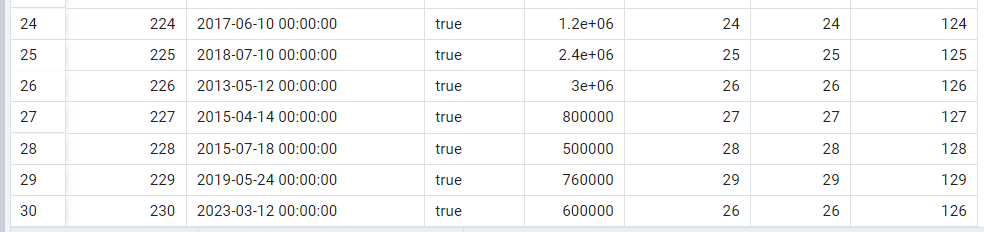 24 224 2017-06-10 00:00:00 true 1.2e+06 24 24 124
25 225 2018-07-10 00:00:00 true 2.4e+06 25 25 125
26 226 2013-05-12 00:00:00 true 3e+06 26 26 126
27 227 2015-04-14 00:00:00 true 800000 27 27 127
28 228 2015-07-18 00:00:00 true 500000 28 28 128
29 229 2019-05-24 00:00:00 true 760000 29 29 129
30 230 2023-03-12 00:00:00 true 600000 26 26 126